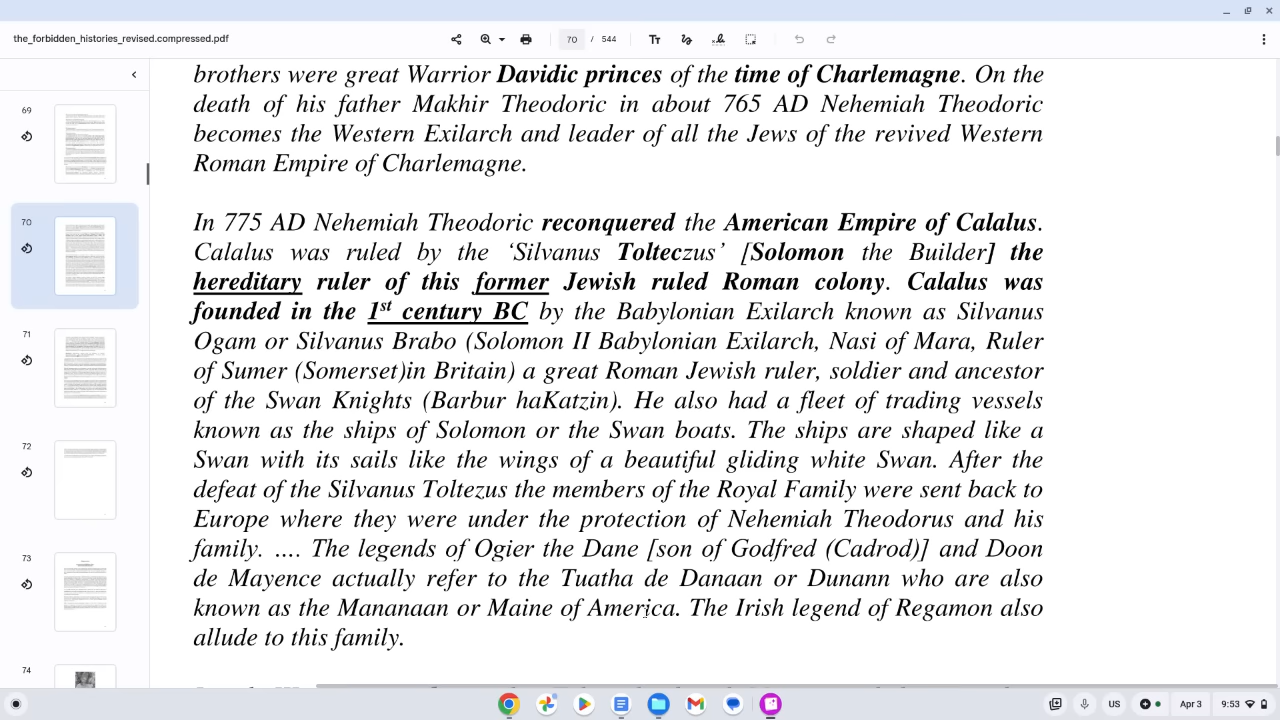 the_forbidden_histories_revised.compressed.pdf
70 / 544
69
70
71
72
73
74
brothers were great Warrior Davidic princes of the time of Charlemagne. On the
death of his father Makhir Theodoric in about 765 AD Nehemiah Theodoric
becomes the Western Exilarch and leader of all the Jews of the revived Western
Roman Empire of Charlemagne.
In 775 AD Nehemiah Theodoric reconquered the American Empire of Calalus.
Calalus was ruled by the ‘Silvanus Tolteczus’ [Solomon the Builder] the
hereditary ruler of this former Jewish ruled Roman colony. Calalus was
founded in the 1st century BC by the Babylonian Exilarch known as Silvanus
Ogam or Silvanus Brabo (Solomon II Babylonian Exilarch, Nasi of Mara, Ruler
of Sumer (Somerset)in Britain) a great Roman Jewish ruler, soldier and ancestor
of the Swan Knights (Barbur haKatzin). He also had a fleet of trading vessels
known as the ships of Solomon or the Swan boats. The ships are shaped like a
Swan with its sails like the wings of a beautiful gliding white Swan. After the
defeat of the Silvanus Toltezus the members of the Royal Family were sent back to
Europe where they were under the protection of Nehemiah Theodorus and his
family. …. The legends of Ogier the Dane [son of Godfred (Cadrod)] and Doon
de Mayence actually refer to the Tuatha de Danaan or Dunann who are also
known as the Mananaan or Maine of America. The Irish legend of Regamon also
allude to this family.
US
Apr 3
9:53